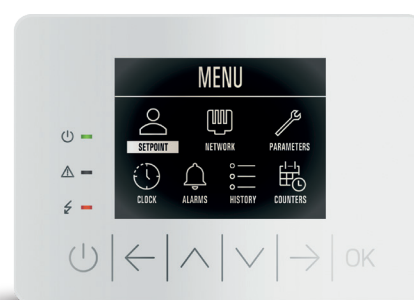 MENU
SETPOINT NETWORK PARAMETERS
CLOCK ALARMS HISTORY COUNTERS
OK